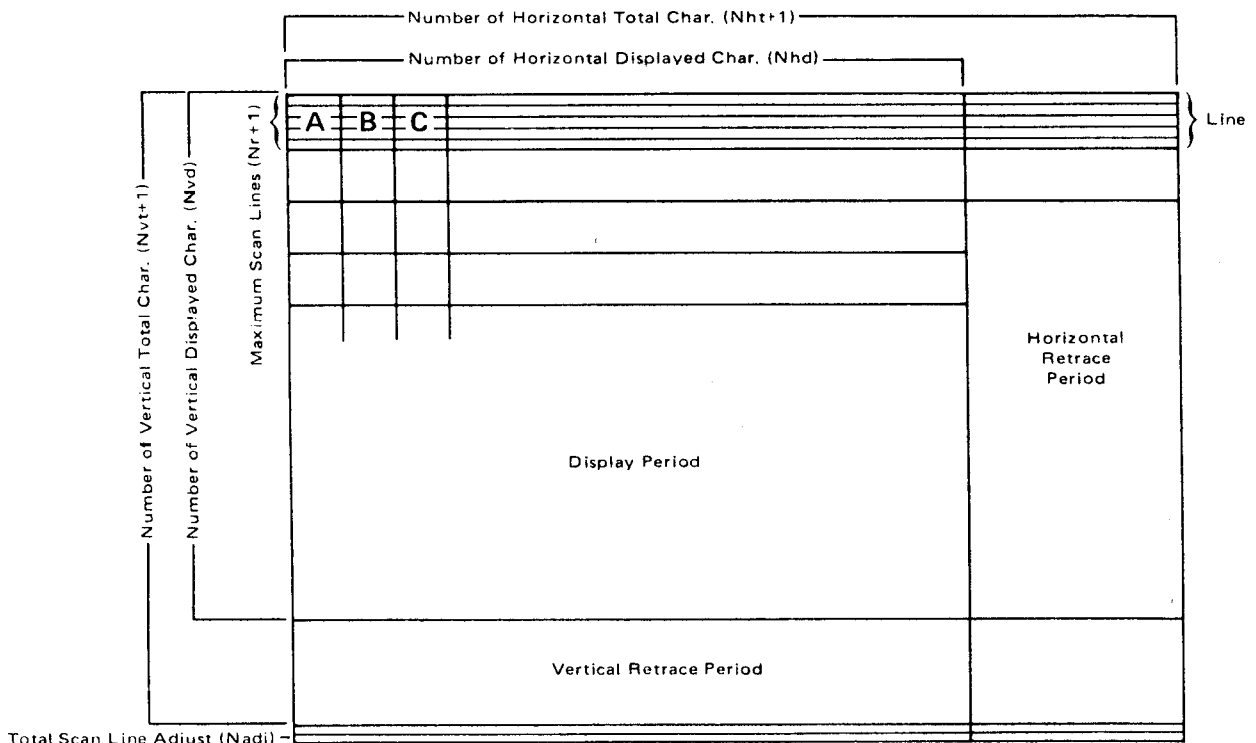 Number of Horizontal Total Char. (Nht+1)
Number of Horizontal Displayed Char. (Nhd)
Number of Vertical Total Char. (Nvt+1)
Number of Vertical Displayed Char. (Nvd)
Maximum Scan Lines (Nr+1)
A B C
Line
Horizontal
Retrace
Period
Display Period
Vertical Retrace Period
Total Scan Line Adjust (Nadj)